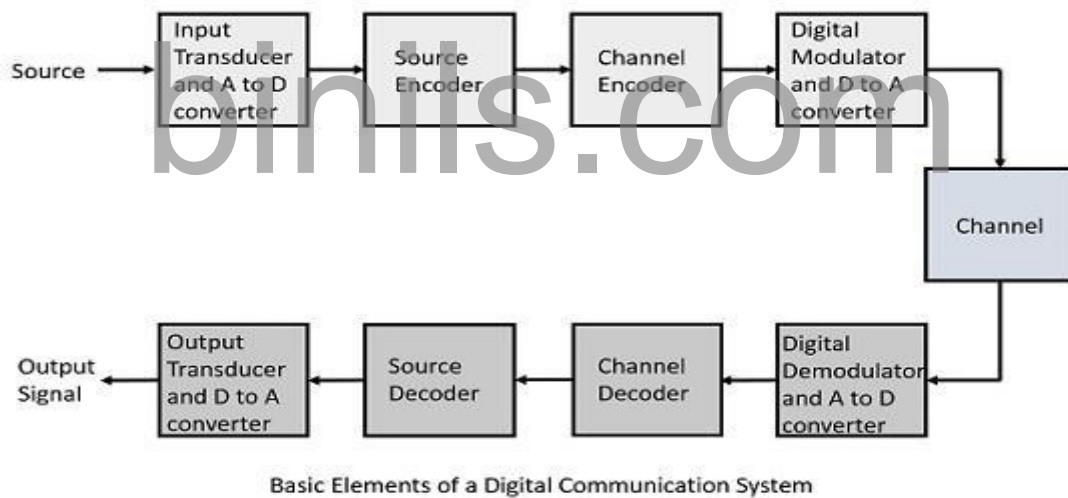 Source
Input
Transducer
and A to D
converter
Source
Encoder
Channel
Encoder
Digital
Modulator
and D to A
converter
binils.com
Channel
Output
Signal
Output
Transducer
and D to A
converter
Source
Decoder
Channel
Decoder
Digital
Demodulator
and A to D
converter
Basic Elements of a Digital Communication System